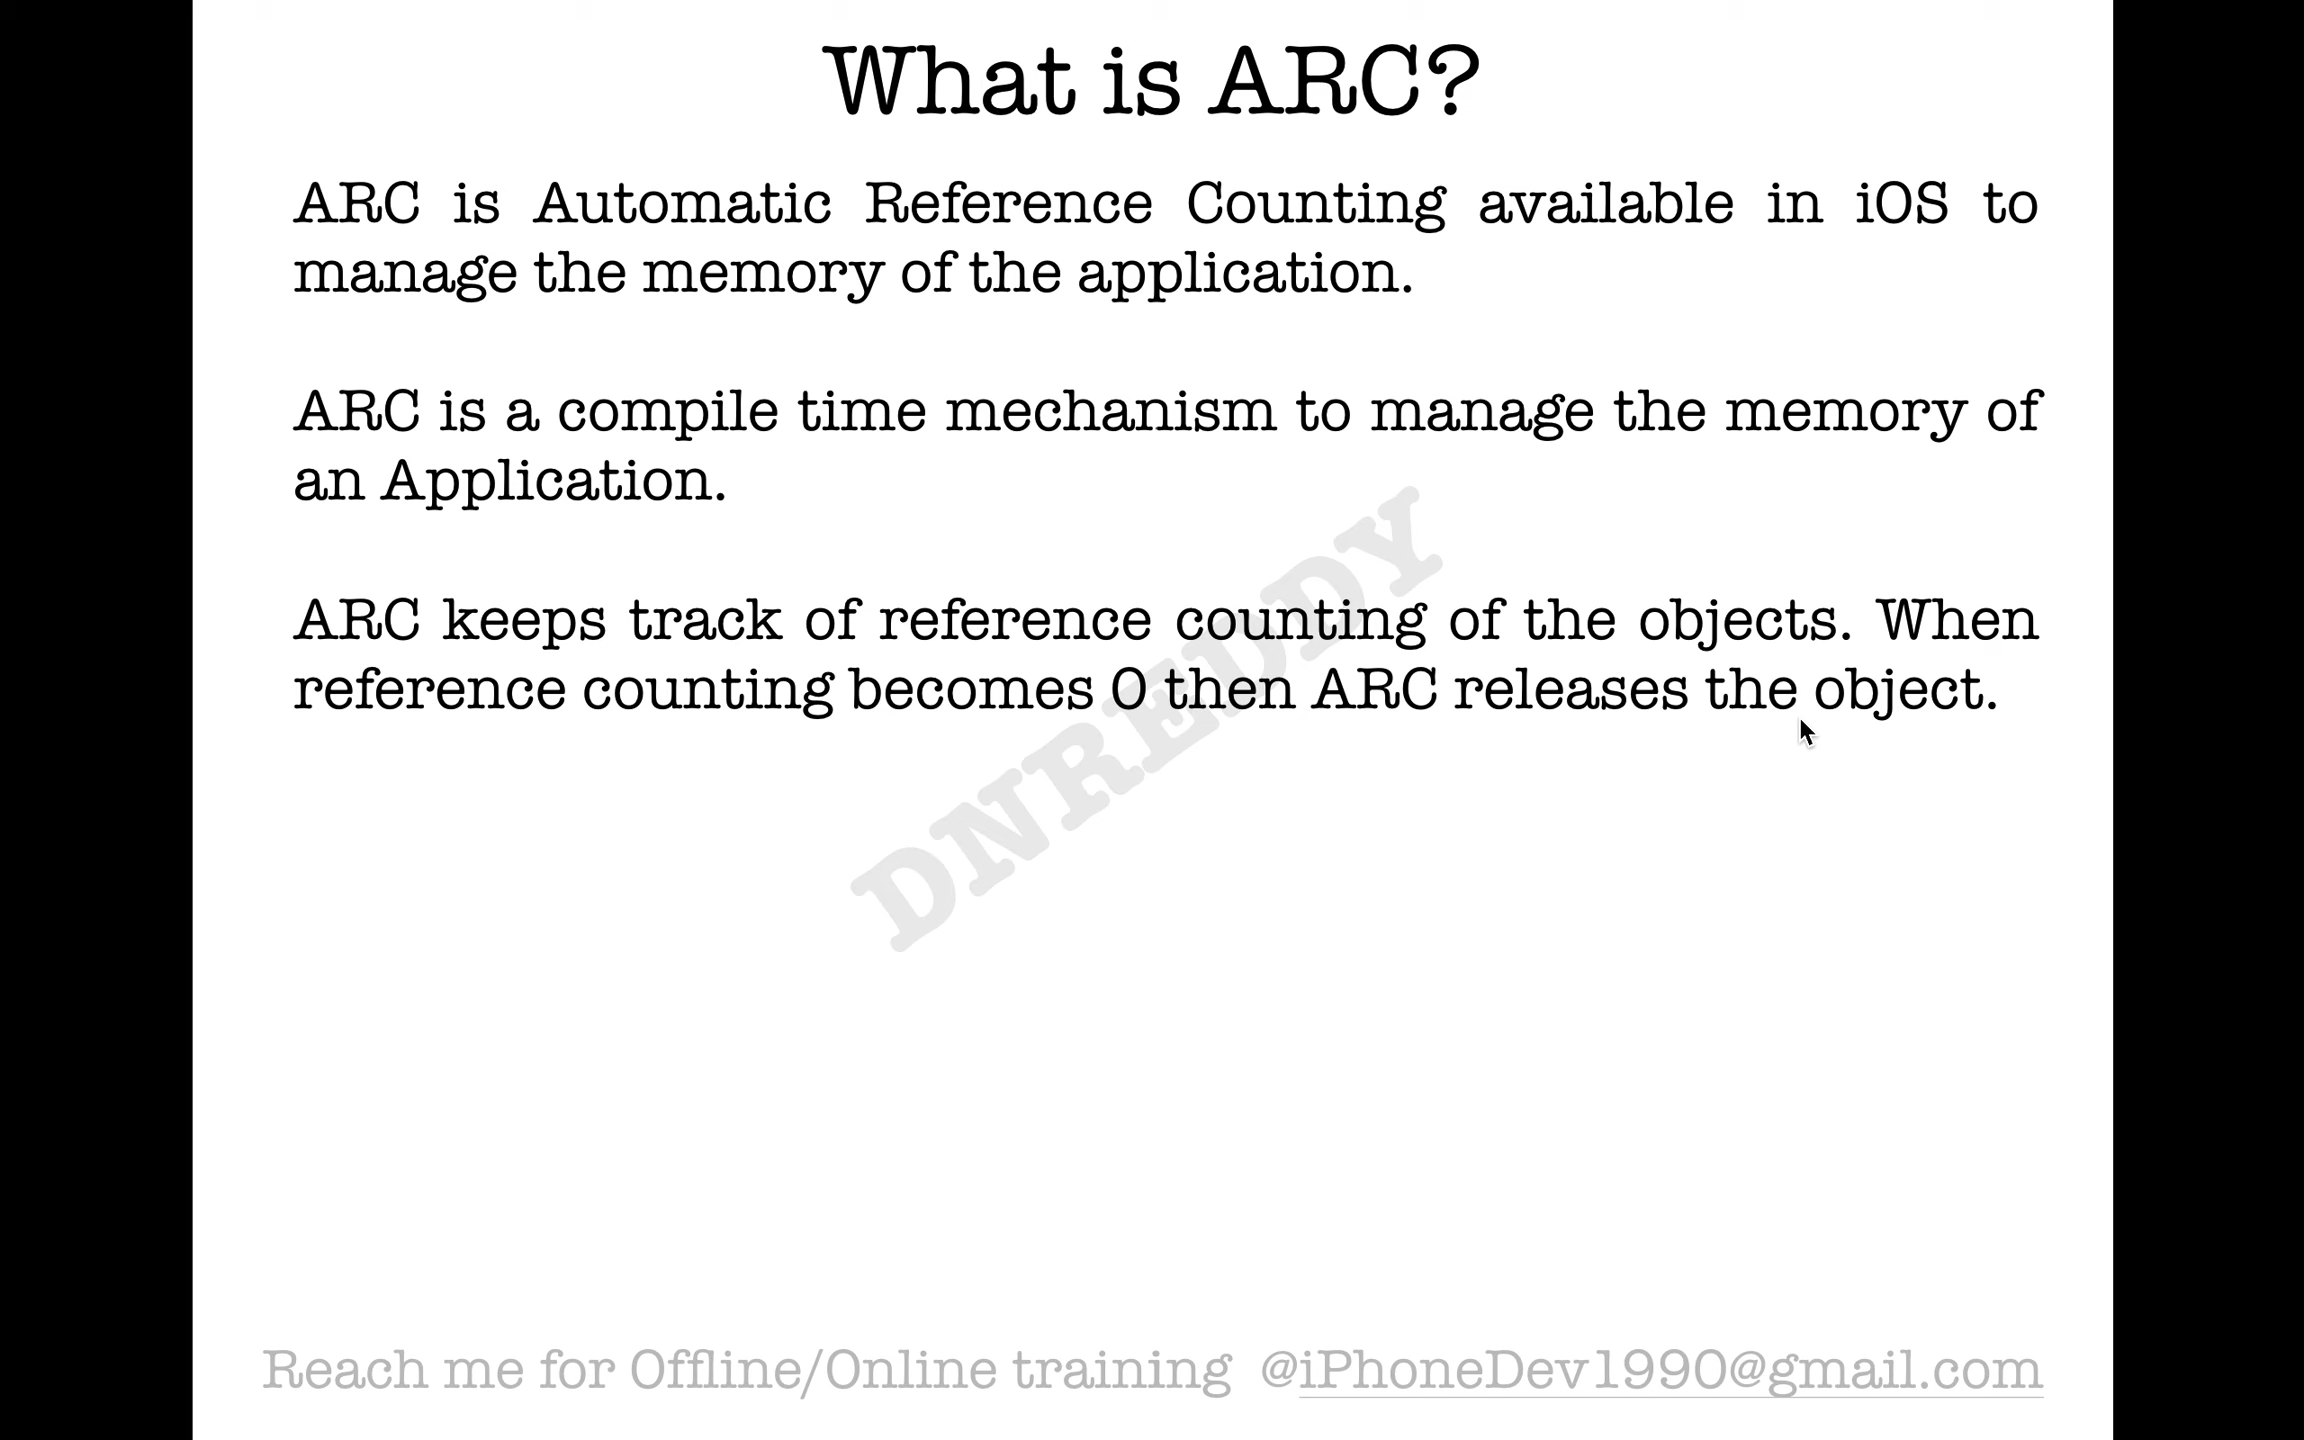 What is ARC?
ARC is Automatic Reference Counting available in iOS to
manage the memory of the application.
ARC is a compile time mechanism to manage the memory of
an Application.
ARC keeps track of reference counting of the objects. When
reference counting becomes 0 then ARC releases the object.
DNREDDY
Reach me for Offline/Online training @iPhoneDev1990@gmail.com